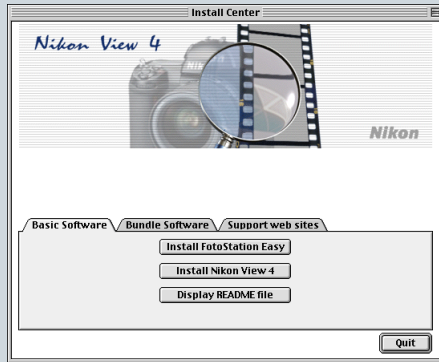 Install Center
Nikon View 4
Nikon
Basic Software Bundle Software Support web sites
Install FotoStation Easy
Install Nikon View 4
Display README file
Quit